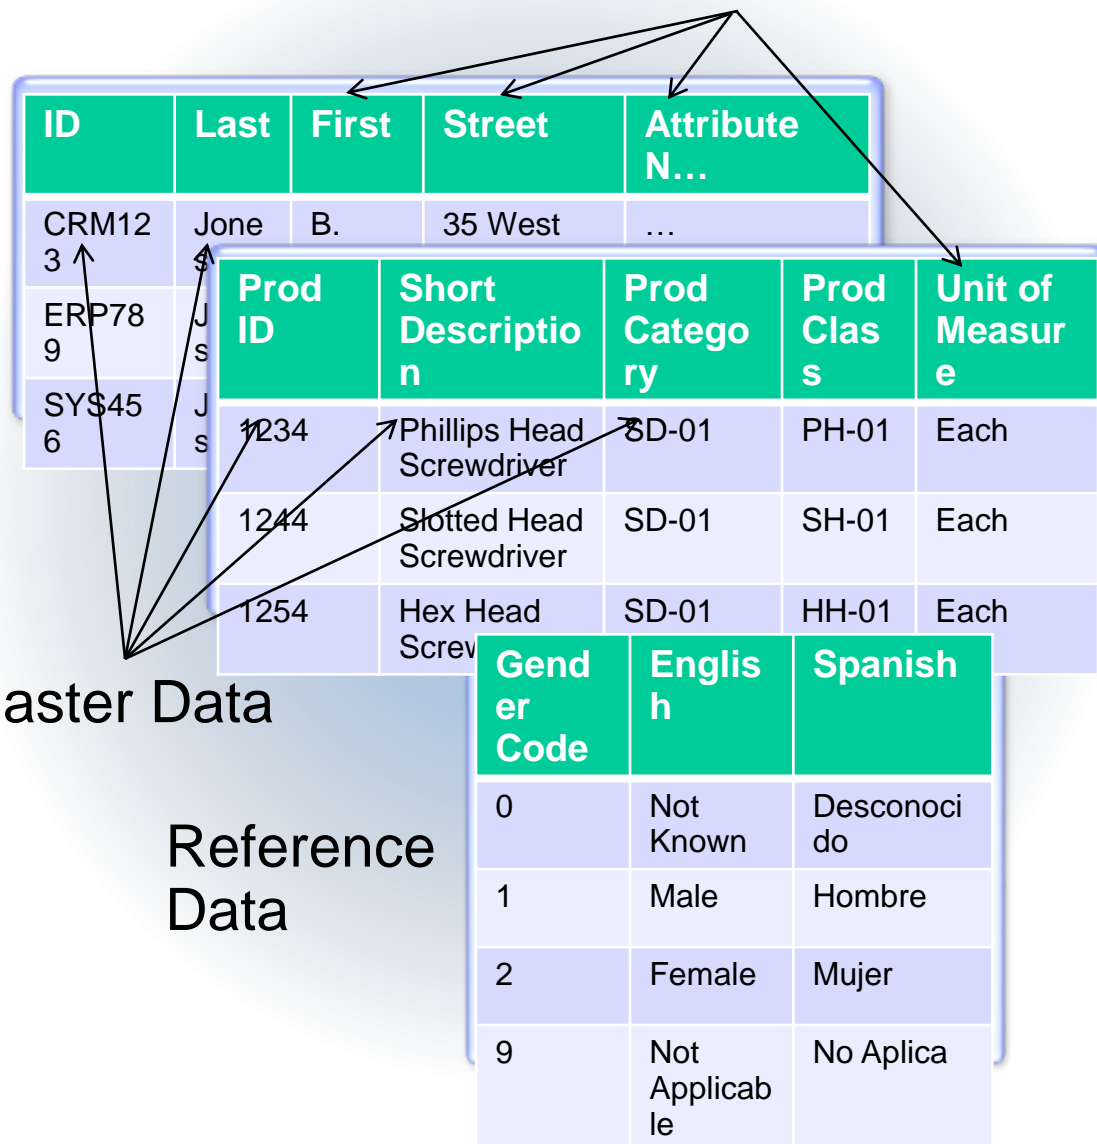 ID Last First Street Attribute
N…
CRM12 Jone B. 35 West …
3 s
ERP78 J
9 s
SYS45 J
6 s
Prod Short Prod Prod Unit of
ID Descriptio Catego Clas Measur
n ry s e
1234 Phillips Head SD-01 PH-01 Each
Screwdriver
1244 Slotted Head SD-01 SH-01 Each
Screwdriver
1254 Hex Head SD-01 HH-01 Each
Screw
aster Data
Reference
Data
Gend Englis Spanish
er h
Code
0 Not Desconoci
Known do
1 Male Hombre
2 Female Mujer
9 Not No Aplica
Applicab
le